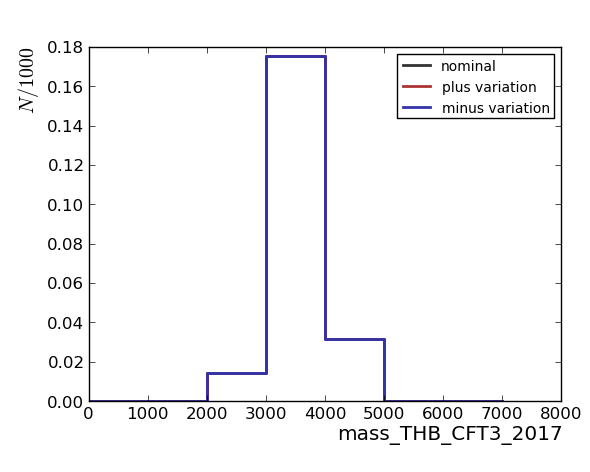 N/1000
0.18
0.16
0.14
0.12
0.10
0.08
0.06
0.04
0.02
0.00
nominal
plus variation
minus variation
0 1000 2000 3000 4000 5000 6000 7000 8000
mass_THB_CFT3_2017